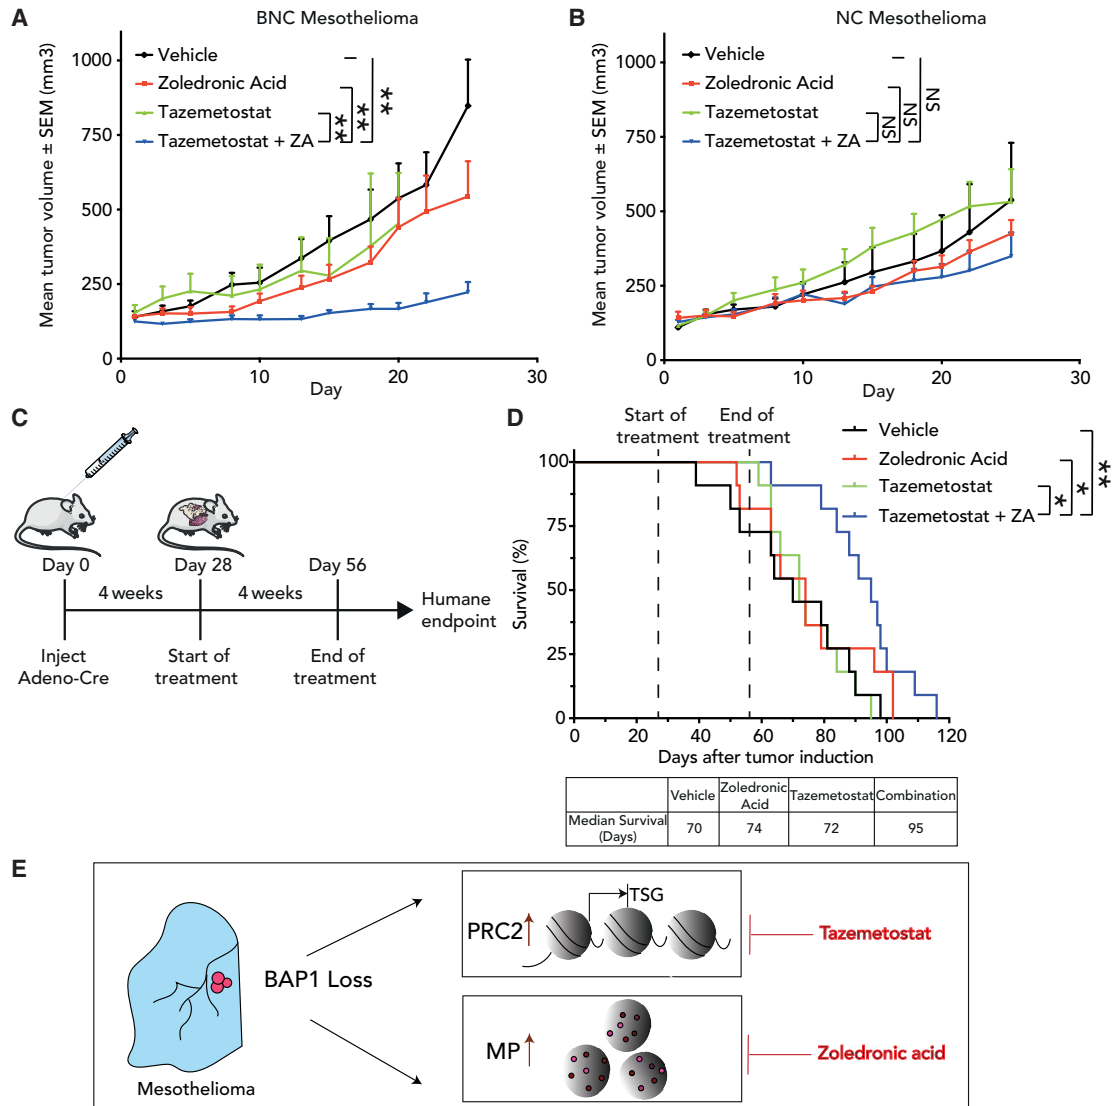 A
BNC Mesothelioma
Mean tumor volume ± SEM (mm3)
1000
750
500
250
0
0
10
20
30
Day
Vehicle
Zoledronic Acid
Tazemetostat
Tazemetostat + ZA
**
**
**
B
NC Mesothelioma
Mean tumor volume ± SEM (mm3)
1000
750
500
250
0
0
10
20
30
Day
Vehicle
Zoledronic Acid
Tazemetostat
Tazemetostat + ZA
NS
NS
NS
C
Day 0
Day 28
Day 56
4 weeks
4 weeks
Humane
endpoint
Inject
Adeno-Cre
Start of
treatment
End of
treatment
D
Start of
treatment
End of
treatment
Vehicle
Zoledronic Acid
Tazemetostat
Tazemetostat + ZA
*
*
**
Survival (%)
100
75
50
25
0
0
20
40
60
80
100
120
Days after tumor induction
Vehicle
Zoledronic
Acid
Tazemetostat
Combination
Median Survival
(Days)
70
74
72
95
E
Mesothelioma
BAP1 Loss
PRC2
TSG
Tazemetostat
MP
Zoledronic acid